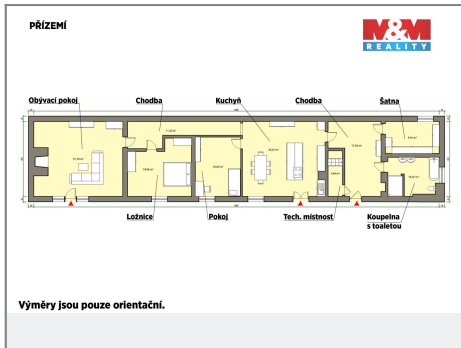 PŘÍZEMÍ
M&M
REALITY
Obývací pokoj
Chodba
Kuchyň
Chodba
Šatna
Ložnice
Pokoj
Tech. místnost
Koupelna
s toaletou
Výměry jsou pouze orientační.